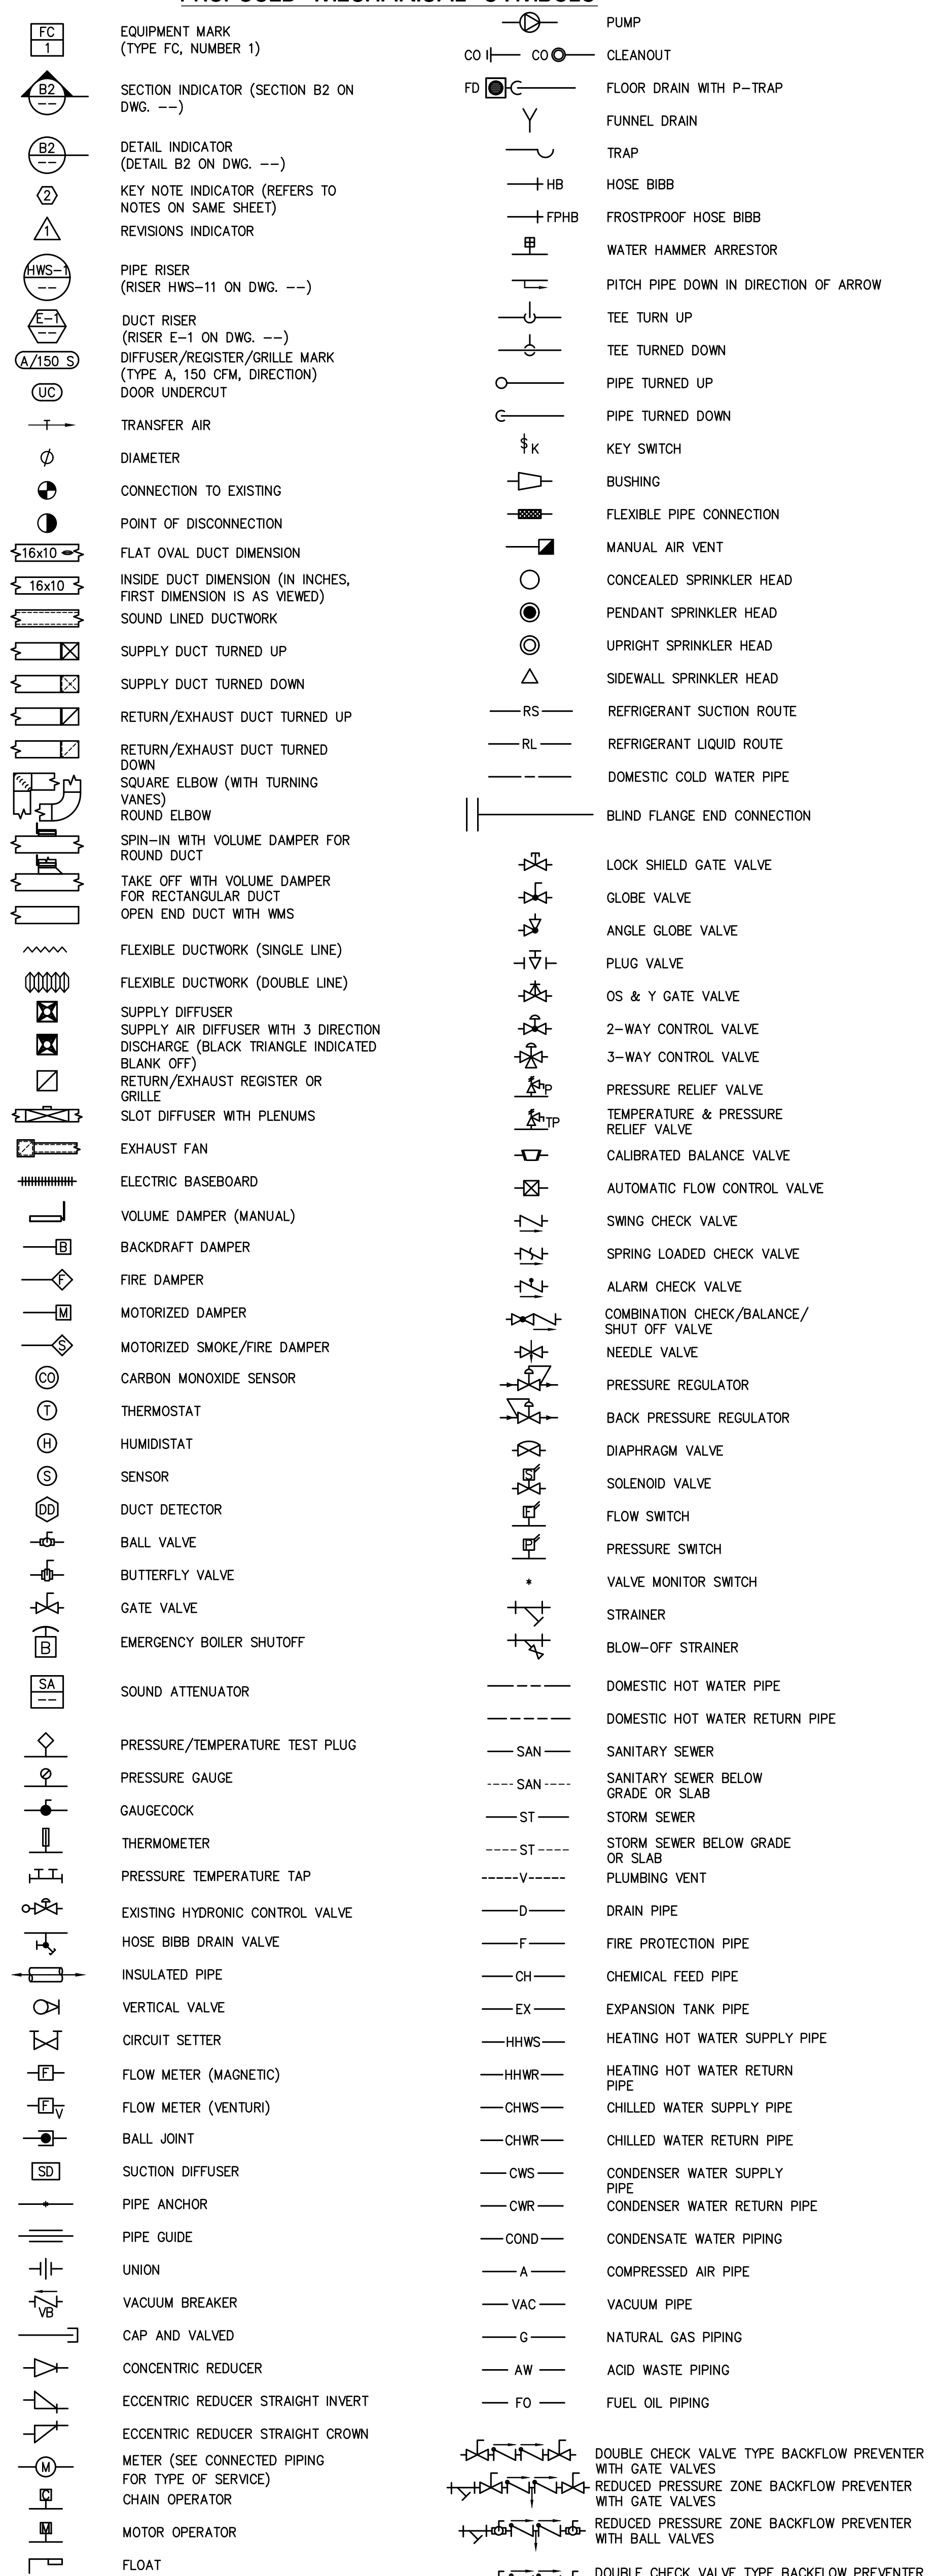 PROPOSED MECHANICAL SYMBOLS
FC
1
EQUIPMENT MARK
(TYPE FC, NUMBER 1)
B2
--
SECTION INDICATOR (SECTION B2 ON
DWG. --)
B2
--
DETAIL INDICATOR
(DETAIL B2 ON DWG. --)
2
KEY NOTE INDICATOR (REFERS TO
NOTES ON SAME SHEET)
1
REVISIONS INDICATOR
HWS-1
--
PIPE RISER
(RISER HWS-11 ON DWG. --)
E-1
--
DUCT RISER
(RISER E-1 ON DWG. --)
A/150 S
DIFFUSER/REGISTER/GRILLE MARK
(TYPE A, 150 CFM, DIRECTION)
UC
DOOR UNDERCUT
T
TRANSFER AIR
Ø
DIAMETER
CONNECTION TO EXISTING
POINT OF DISCONNECTION
16x10
FLAT OVAL DUCT DIMENSION
16x10
INSIDE DUCT DIMENSION (IN INCHES,
FIRST DIMENSION IS AS VIEWED)
SOUND LINED DUCTWORK
SUPPLY DUCT TURNED UP
SUPPLY DUCT TURNED DOWN
RETURN/EXHAUST DUCT TURNED UP
RETURN/EXHAUST DUCT TURNED
DOWN
SQUARE ELBOW (WITH TURNING
VANES)
ROUND ELBOW
SPIN-IN WITH VOLUME DAMPER FOR
ROUND DUCT
TAKE OFF WITH VOLUME DAMPER
FOR RECTANGULAR DUCT
OPEN END DUCT WITH WMS
FLEXIBLE DUCTWORK (SINGLE LINE)
FLEXIBLE DUCTWORK (DOUBLE LINE)
SUPPLY DIFFUSER
SUPPLY AIR DIFFUSER WITH 3 DIRECTION
DISCHARGE (BLACK TRIANGLE INDICATED
BLANK OFF)
RETURN/EXHAUST REGISTER OR
GRILLE
SLOT DIFFUSER WITH PLENUMS
EXHAUST FAN
ELECTRIC BASEBOARD
VOLUME DAMPER (MANUAL)
B
BACKDRAFT DAMPER
F
FIRE DAMPER
M
MOTORIZED DAMPER
S
MOTORIZED SMOKE/FIRE DAMPER
CO
CARBON MONOXIDE SENSOR
T
THERMOSTAT
H
HUMIDISTAT
S
SENSOR
DD
DUCT DETECTOR
BALL VALVE
BUTTERFLY VALVE
GATE VALVE
B
EMERGENCY BOILER SHUTOFF
SA
--
SOUND ATTENUATOR
PRESSURE/TEMPERATURE TEST PLUG
PRESSURE GAUGE
GAUGECOCK
THERMOMETER
PRESSURE TEMPERATURE TAP
EXISTING HYDRONIC CONTROL VALVE
HOSE BIBB DRAIN VALVE
INSULATED PIPE
VERTICAL VALVE
CIRCUIT SETTER
F
FLOW METER (MAGNETIC)
F V
FLOW METER (VENTURI)
BALL JOINT
SD
SUCTION DIFFUSER
PIPE ANCHOR
PIPE GUIDE
UNION
VB
VACUUM BREAKER
CAP AND VALVED
CONCENTRIC REDUCER
ECCENTRIC REDUCER STRAIGHT INVERT
ECCENTRIC REDUCER STRAIGHT CROWN
M
METER (SEE CONNECTED PIPING
FOR TYPE OF SERVICE)
C
CHAIN OPERATOR
M
MOTOR OPERATOR
FLOAT
PUMP
CO CO
CLEANOUT
FD
FLOOR DRAIN WITH P-TRAP
FUNNEL DRAIN
TRAP
HB
HOSE BIBB
FPHB
FROSTPROOF HOSE BIBB
WATER HAMMER ARRESTOR
PITCH PIPE DOWN IN DIRECTION OF ARROW
TEE TURN UP
TEE TURNED DOWN
PIPE TURNED UP
PIPE TURNED DOWN
$ K
KEY SWITCH
BUSHING
FLEXIBLE PIPE CONNECTION
MANUAL AIR VENT
CONCEALED SPRINKLER HEAD
PENDANT SPRINKLER HEAD
UPRIGHT SPRINKLER HEAD
SIDEWALL SPRINKLER HEAD
RS
REFRIGERANT SUCTION ROUTE
RL
REFRIGERANT LIQUID ROUTE
DOMESTIC COLD WATER PIPE
BLIND FLANGE END CONNECTION
LOCK SHIELD GATE VALVE
GLOBE VALVE
ANGLE GLOBE VALVE
PLUG VALVE
OS & Y GATE VALVE
2-WAY CONTROL VALVE
3-WAY CONTROL VALVE
P
PRESSURE RELIEF VALVE
TP
TEMPERATURE & PRESSURE
RELIEF VALVE
CALIBRATED BALANCE VALVE
AUTOMATIC FLOW CONTROL VALVE
SWING CHECK VALVE
SPRING LOADED CHECK VALVE
ALARM CHECK VALVE
COMBINATION CHECK/BALANCE/
SHUT OFF VALVE
NEEDLE VALVE
PRESSURE REGULATOR
BACK PRESSURE REGULATOR
DIAPHRAGM VALVE
S
SOLENOID VALVE
F
FLOW SWITCH
P
PRESSURE SWITCH
*
VALVE MONITOR SWITCH
STRAINER
BLOW-OFF STRAINER
DOMESTIC HOT WATER PIPE
DOMESTIC HOT WATER RETURN PIPE
SAN
SANITARY SEWER
SAN
SANITARY SEWER BELOW
GRADE OR SLAB
ST
STORM SEWER
ST
STORM SEWER BELOW GRADE
OR SLAB
V
PLUMBING VENT
D
DRAIN PIPE
F
FIRE PROTECTION PIPE
CH
CHEMICAL FEED PIPE
EX
EXPANSION TANK PIPE
HHWS
HEATING HOT WATER SUPPLY PIPE
HHWR
HEATING HOT WATER RETURN
PIPE
CHWS
CHILLED WATER SUPPLY PIPE
CHWR
CHILLED WATER RETURN PIPE
CWS
CONDENSER WATER SUPPLY
PIPE
CWR
CONDENSER WATER RETURN PIPE
COND
CONDENSATE WATER PIPING
A
COMPRESSED AIR PIPE
VAC
VACUUM PIPE
G
NATURAL GAS PIPING
AW
ACID WASTE PIPING
FO
FUEL OIL PIPING
DOUBLE CHECK VALVE TYPE BACKFLOW PREVENTER
WITH GATE VALVES
REDUCED PRESSURE ZONE BACKFLOW PREVENTER
WITH GATE VALVES
REDUCED PRESSURE ZONE BACKFLOW PREVENTER
WITH BALL VALVES
DOUBLE CHECK VALVE TYPE BACKFLOW PREVENTER